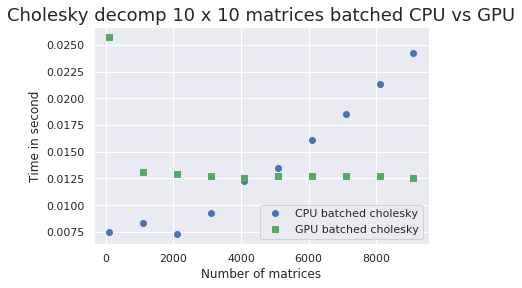 Cholesky decomp 10 x 10 matrices batched CPU vs GPU
0.0250
0.0225
0.0200
0.0175
0.0150
0.0125
0.0100
0.0075
Time in second
CPU batched cholesky
GPU batched cholesky
0 2000 4000 6000 8000
Number of matrices